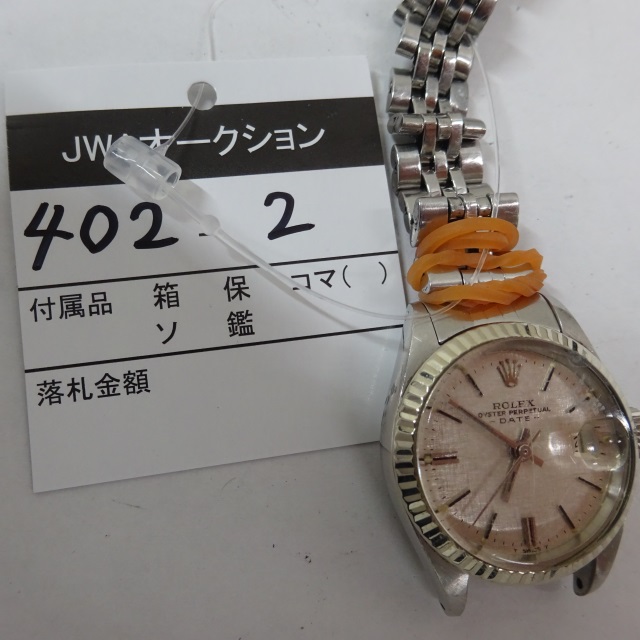 JWAオークション
402-2
付属品 箱 保 コマ( )
ソ 鑑
落札金額
ROLEX
OYSTER PERPETUAL
DATE